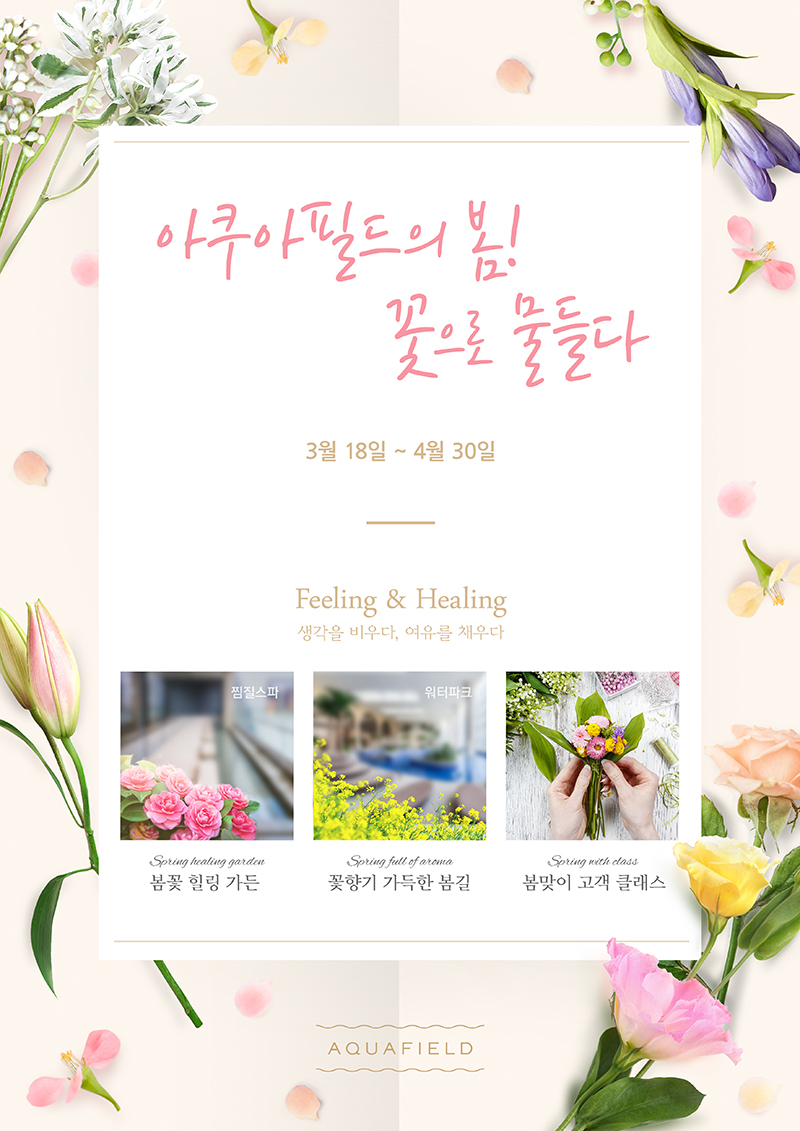 아쿠아필드의 봄!
꽃으로 물들다
3월 18일 ~ 4월 30일
Feeling & Healing
생각을 비우다, 여유를 채우다
찜질스파
워터파크
Spring healing garden
봄꽃 힐링 가든
Spring full of aroma
꽃향기 가득한 봄길
Spring with class
봄맞이 고객 클래스
AQUAFIELD